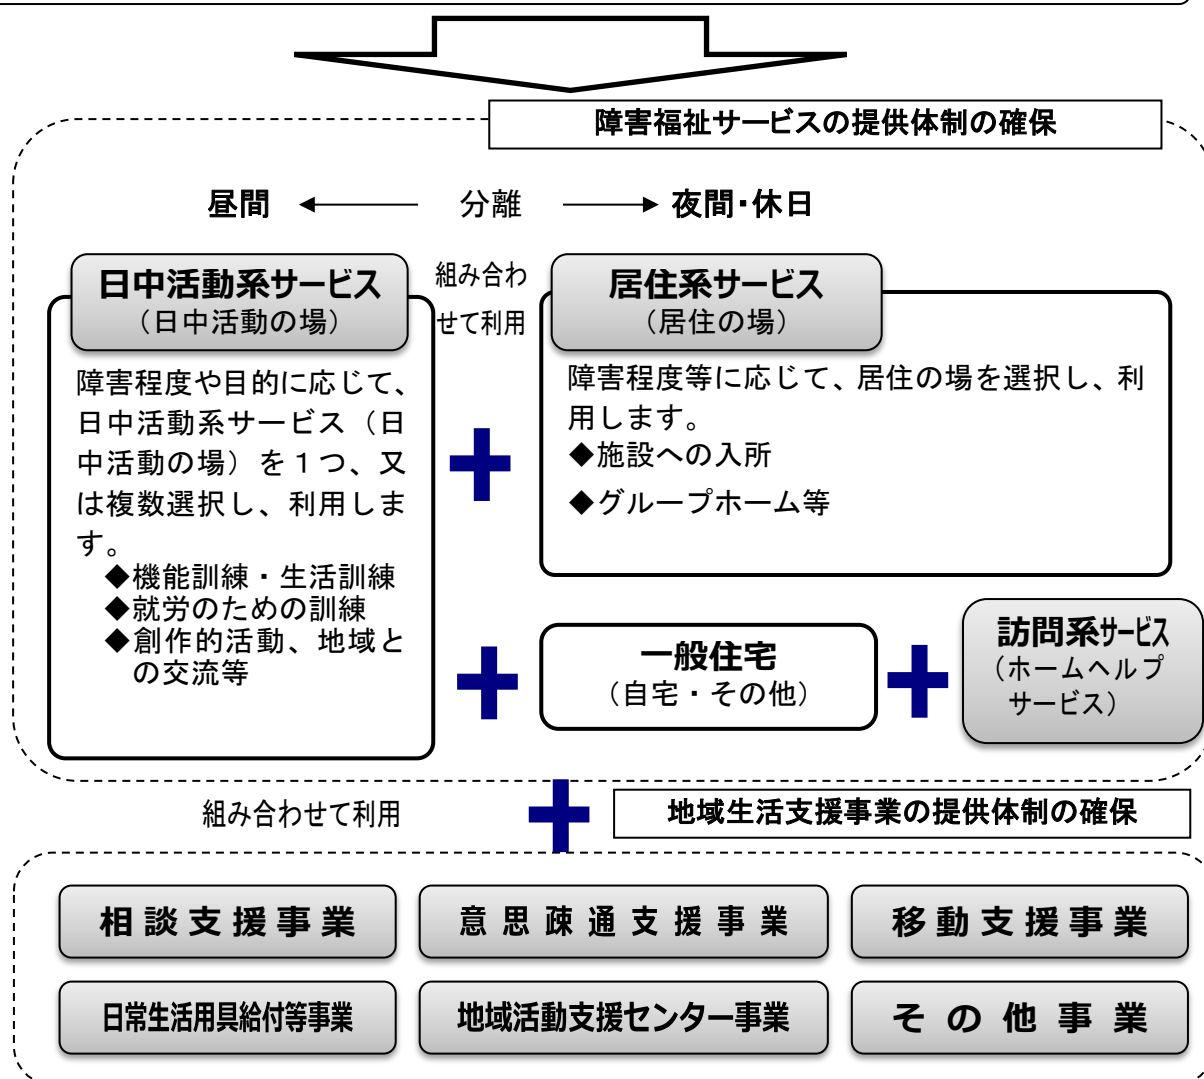 障害福祉サービスの提供体制の確保
昼間 分離 夜間・休日
日中活動系サービス
（日中活動の場）
組み合わ
せて利用
居住系サービス
（居住の場）
障害程度や目的に応じて、
日中活動系サービス（日
中活動の場）を１つ、又
は複数選択し、利用しま
す。
◆機能訓練・生活訓練
◆就労のための訓練
◆創作的活動、地域と
の交流等
障害程度等に応じて、居住の場を選択し、利
用します。
◆施設への入所
◆グループホーム等
一般住宅
（自宅・その他）
訪問系サービス
（ホームヘルプ
サービス）
組み合わせて利用
地域生活支援事業の提供体制の確保
相談支援事業
意思疎通支援事業
移動支援事業
日常生活用具給付等事業
地域活動支援センター事業
その他事業